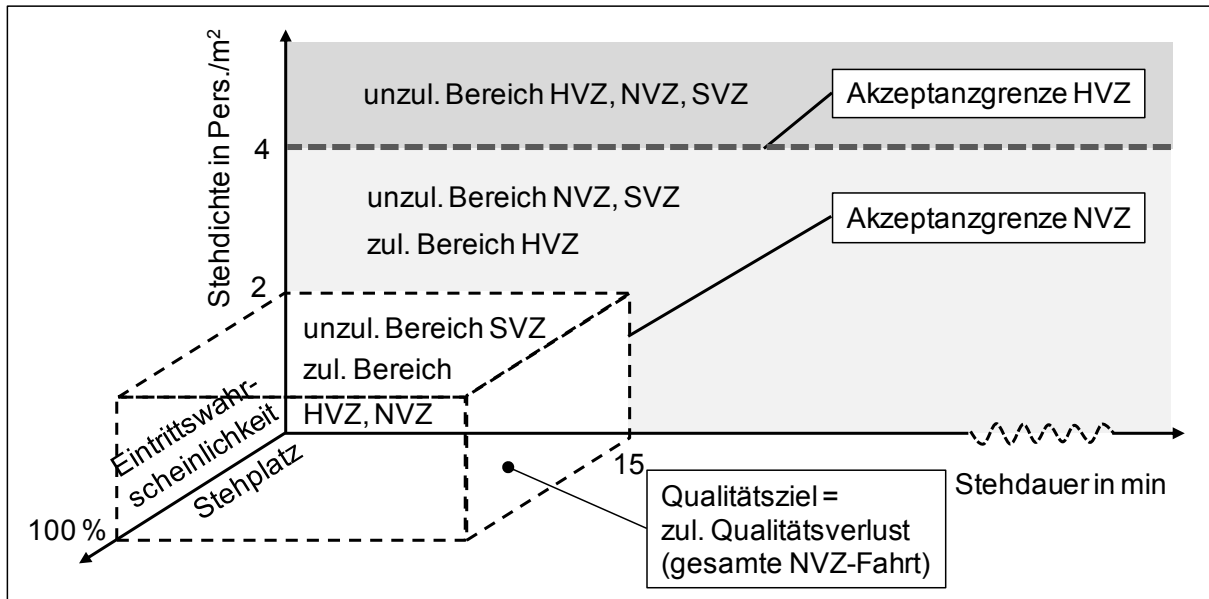 Stehdichte in Pers./m²
unzul. Bereich HVZ, NVZ, SVZ
Akzeptanzgrenze HVZ
4
unzul. Bereich NVZ, SVZ
zul. Bereich HVZ
Akzeptanzgrenze NVZ
2
unzul. Bereich SVZ
zul. Bereich
HVZ, NVZ
Eintrittswahr-
scheinlichkeit
Stehplatz
100 %
15
Stehdauer in min
Qualitätsziel =
zul. Qualitätsverlust
(gesamte NVZ-Fahrt)